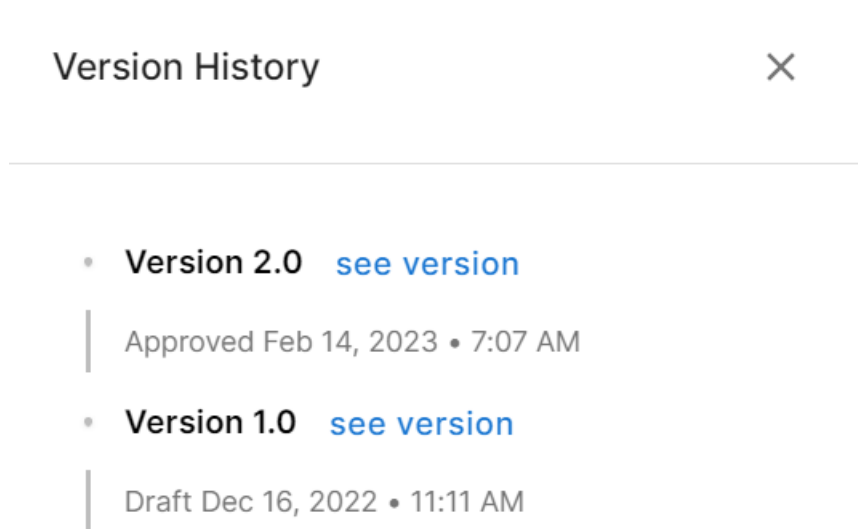 Version History
Version 2.0 see version
Approved Feb 14, 2023 • 7:07 AM
Version 1.0 see version
Draft Dec 16, 2022 • 11:11 AM